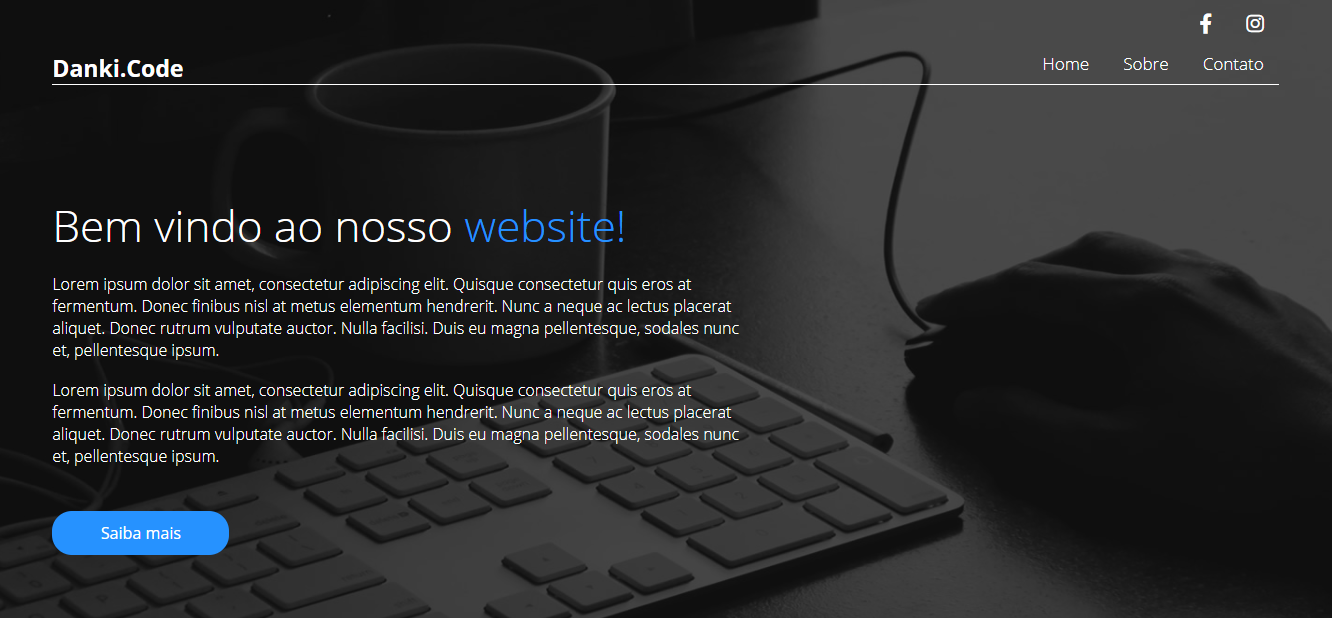 Danki.Code
Home Sobre Contato
Bem vindo ao nosso website!
Lorem ipsum dolor sit amet, consectetur adipiscing elit. Quisque consectetur quis eros at
fermentum. Donec finibus nisl at metus elementum hendrerit. Nunc a neque ac lectus placerat
aliquet. Donec rutrum vulputate auctor. Nulla facilisi. Duis eu magna pellentesque, sodales nunc
et, pellentesque ipsum.
Lorem ipsum dolor sit amet, consectetur adipiscing elit. Quisque consectetur quis eros at
fermentum. Donec finibus nisl at metus elementum hendrerit. Nunc a neque ac lectus placerat
aliquet. Donec rutrum vulputate auctor. Nulla facilisi. Duis eu magna pellentesque, sodales nunc
et, pellentesque ipsum.
Saiba mais